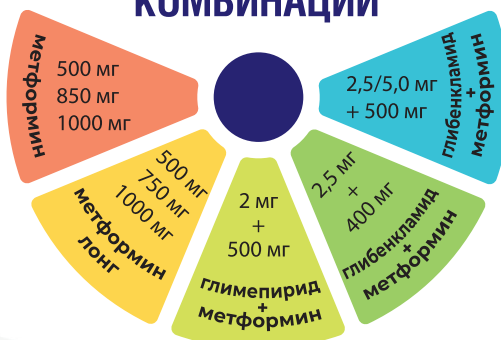 КОМБИНАЦИИ
метформин
500 мг
850 мг
1000 мг
метформин
лонг
500 мг
750 мг
1000 мг
2 мг
+
500 мг
глимепирид
+
метформин
2,5 мг
+
400 мг
глибенкламид
+
метформин
2,5/5,0 мг
+ 500 мг
глибенкламид
+
метформин